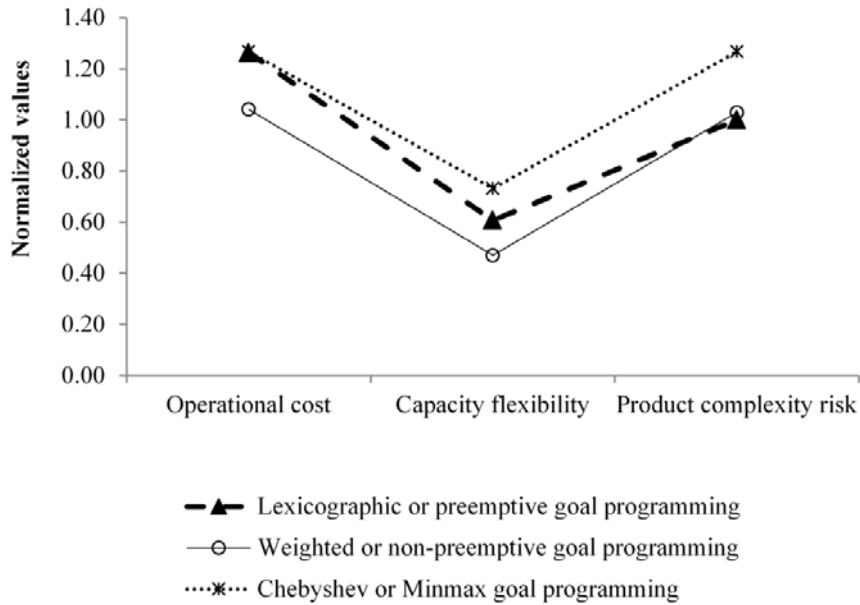 1.40
1.20
1.00
0.80
0.60
0.40
0.20
0.00
Normalized values
Operational cost Capacity flexibility Product complexity risk
Lexicographic or preemptive goal programming
Weighted or non-preemptive goal programming
Chebyshev or Minmax goal programming